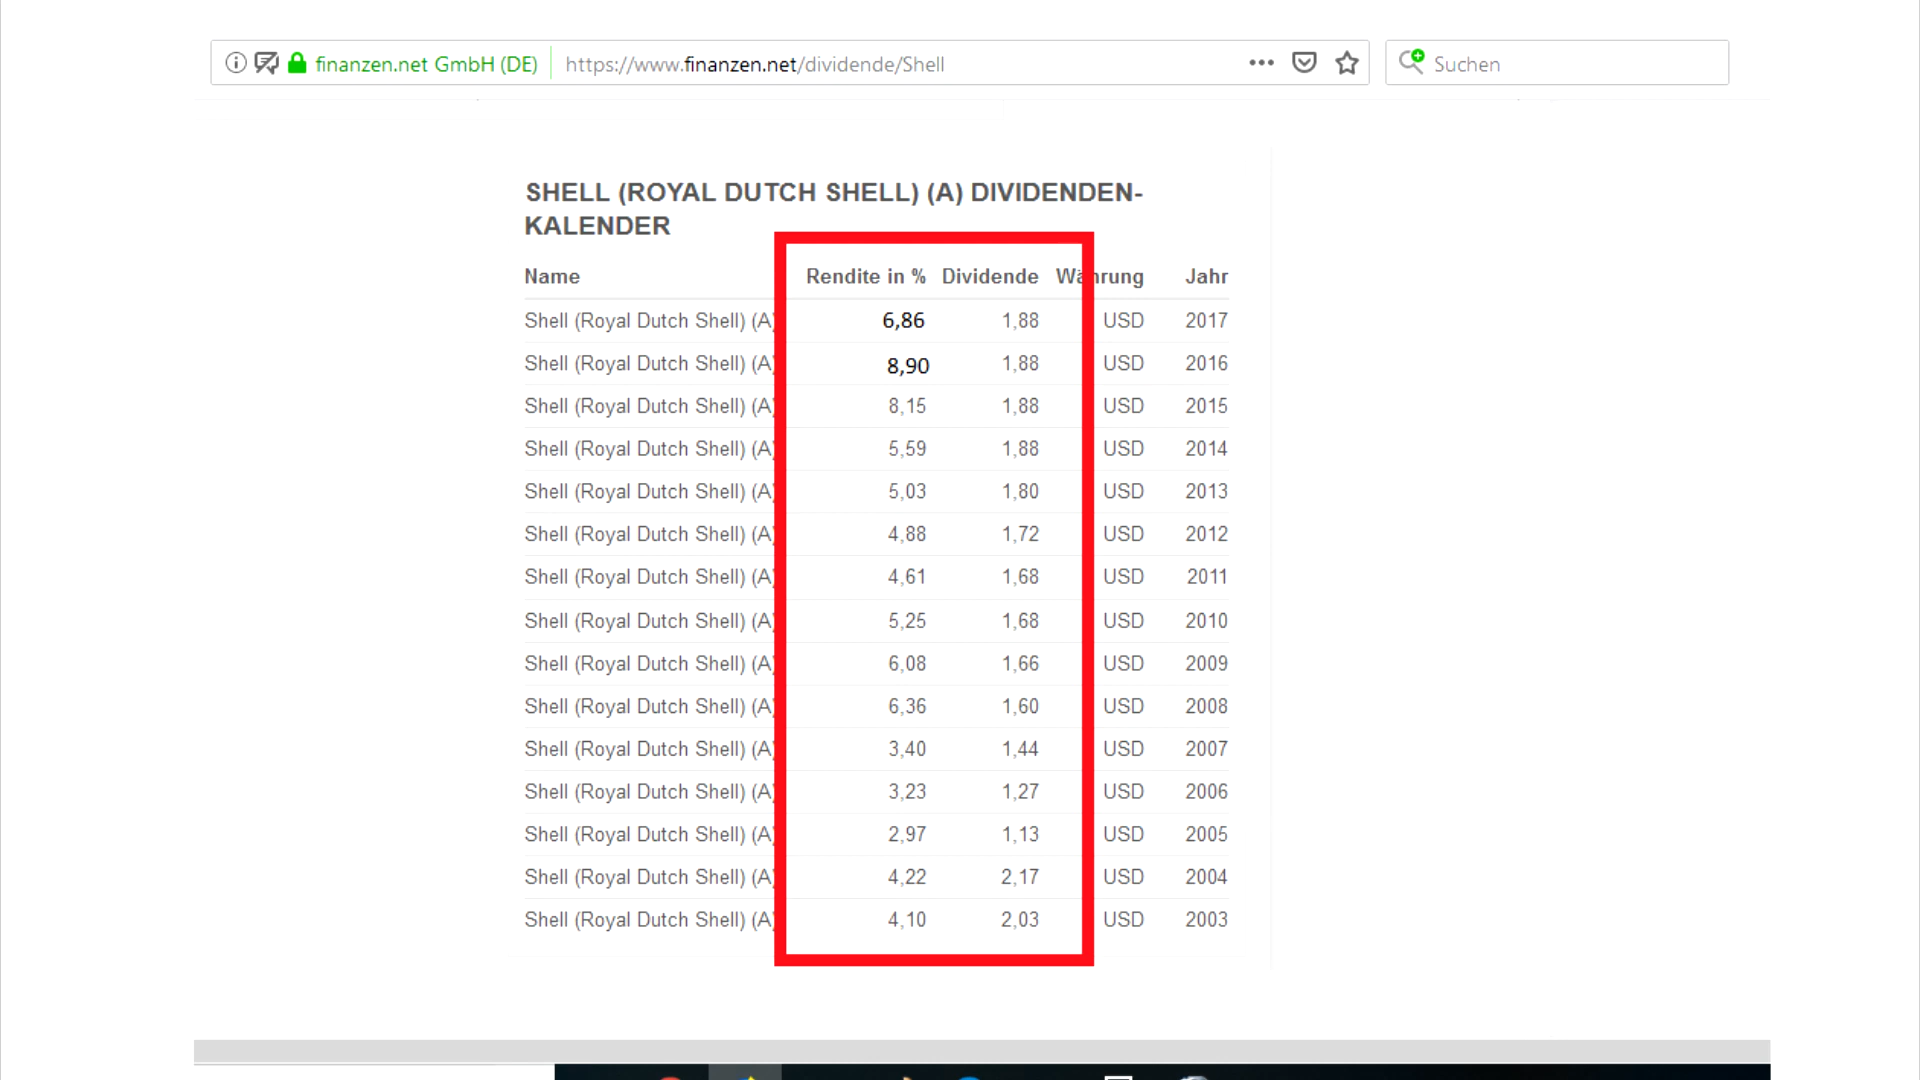 finanzen.net GmbH (DE) https://www.finanzen.net/dividende/Shell ••• Suchen
SHELL (ROYAL DUTCH SHELL) (A) DIVIDENDEN-
KALENDER
Name Rendite in % Dividende Währung Jahr
Shell (Royal Dutch Shell) (A) 6,86 1,88 USD 2017
Shell (Royal Dutch Shell) (A) 8,90 1,88 USD 2016
Shell (Royal Dutch Shell) (A) 8,15 1,88 USD 2015
Shell (Royal Dutch Shell) (A) 5,59 1,88 USD 2014
Shell (Royal Dutch Shell) (A) 5,03 1,80 USD 2013
Shell (Royal Dutch Shell) (A) 4,88 1,72 USD 2012
Shell (Royal Dutch Shell) (A) 4,61 1,68 USD 2011
Shell (Royal Dutch Shell) (A) 5,25 1,68 USD 2010
Shell (Royal Dutch Shell) (A) 6,08 1,66 USD 2009
Shell (Royal Dutch Shell) (A) 6,36 1,60 USD 2008
Shell (Royal Dutch Shell) (A) 3,40 1,44 USD 2007
Shell (Royal Dutch Shell) (A) 3,23 1,27 USD 2006
Shell (Royal Dutch Shell) (A) 2,97 1,13 USD 2005
Shell (Royal Dutch Shell) (A) 4,22 2,17 USD 2004
Shell (Royal Dutch Shell) (A) 4,10 2,03 USD 2003